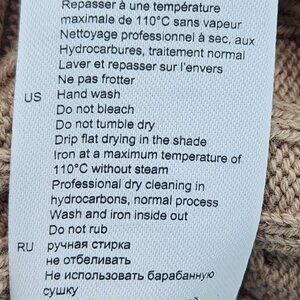 Repasser à une température
maximale de 110°C sans vapeur
Nettoyage professionnel à sec, aux
Hydrocarbures, traitement normal
Laver et repasser sur l'envers
Ne pas frotter
US Hand wash
Do not bleach
Do not tumble dry
Drip flat drying in the shade
Iron at a maximum temperature of
110°C without steam
Professional dry cleaning in
hydrocarbons, normal process
Wash and iron inside out
Do not rub
RU ручная стирка
не отбеливать
Не использовать барабанную
сушку